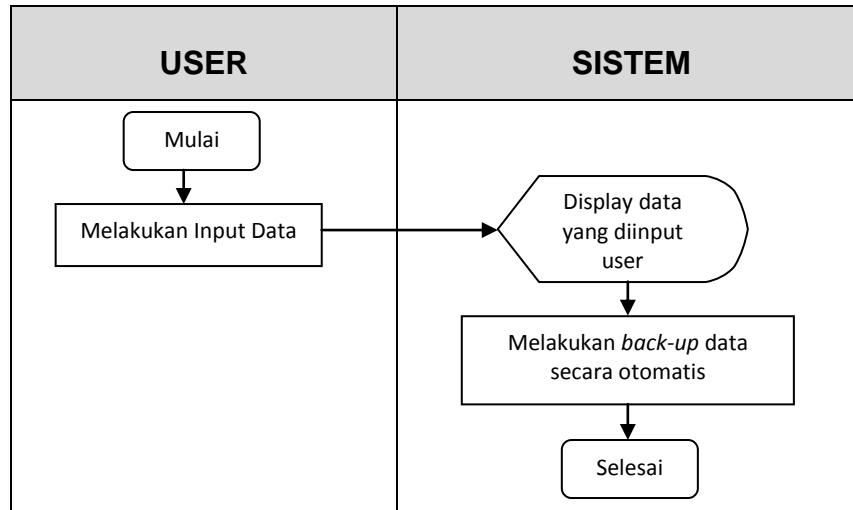 USER
SISTEM
Mulai
Melakukan Input Data
Display data
yang diinput
user
Melakukan back-up data
secara otomatis
Selesai